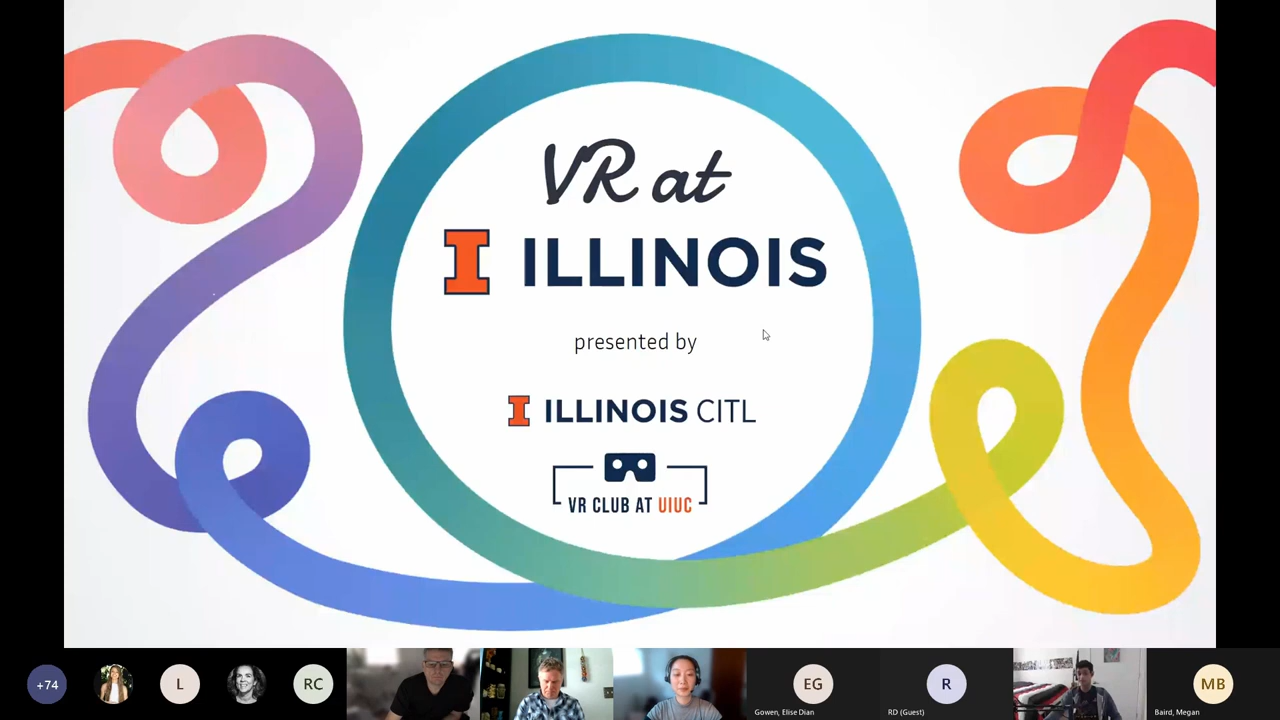 VR at
I ILLINOIS
presented by
I ILLINOIS CITL
VR CLUB AT UIUC
+74
L
RC
EG
Gowen, Elise Dian
R
RD (Guest)
MB
Baird, Megan